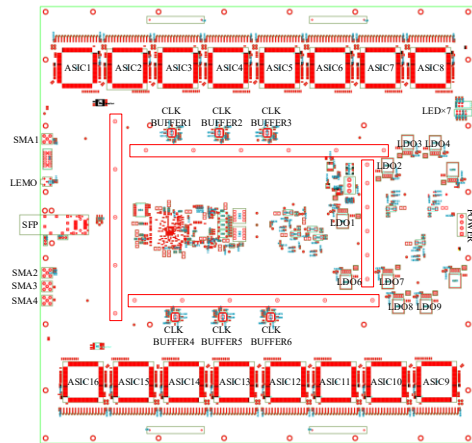 ASIC1 ASIC2 ASIC3 ASIC4 ASIC5 ASIC6 ASIC7 ASIC8
CLK BUFFER1
CLK BUFFER2
CLK BUFFER3
LED×7
SMA1
LDO3 LDO4
LDO2
LEMO
SFP
LDO1
POWER
SMA2
SMA3
SMA4
LDO6
LDO7
LDO8 LDO9
CLK BUFFER4
CLK BUFFER5
CLK BUFFER6
ASIC16 ASIC15 ASIC14 ASIC13 ASIC12 ASIC11 ASIC10 ASIC9